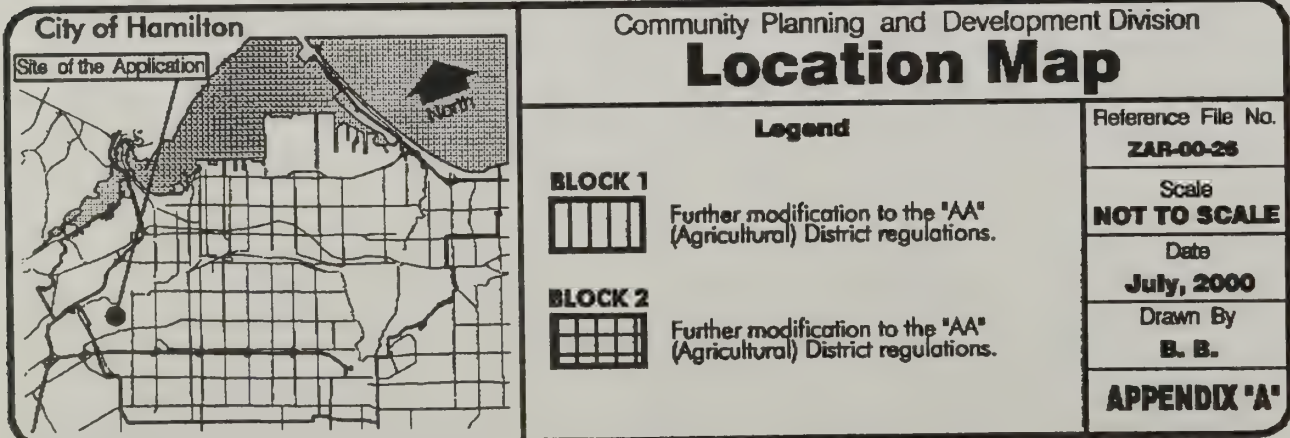 City of Hamilton
Site of the Application
North
Community Planning and Development Division
Location Map
Legend
BLOCK 1
Further modification to the "AA"
(Agricultural) District regulations.
BLOCK 2
Further modification to the "AA"
(Agricultural) District regulations.
Reference File No.
ZAR-00-26
Scale
NOT TO SCALE
Date
July, 2000
Drawn By
B. B.
APPENDIX "A"